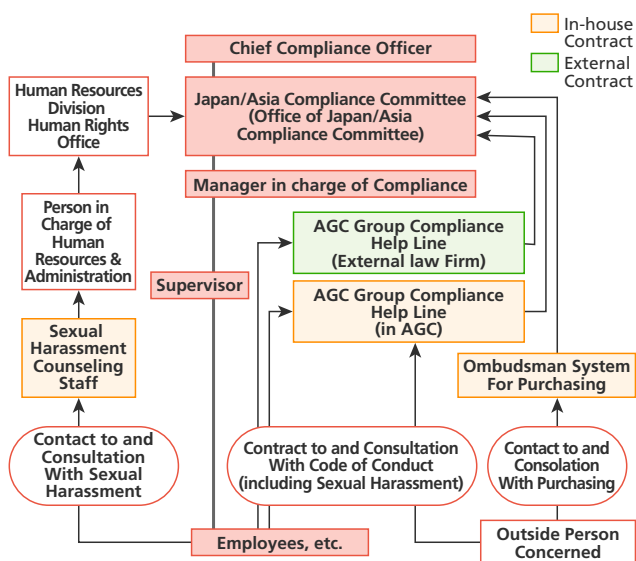 In-house
Contract
External
Contract
Chief Compliance Officer
Human Resources
Division
Human Rights
Office
Japan/Asia Compliance Committee
(Office of Japan/Asia
Compliance Committee)
Manager in charge of Compliance
Person in
Charge of
Human
Resources &
Administration
AGC Group Compliance
Help Line
(External law Firm)
Supervisor
AGC Group Compliance
Help Line
(in AGC)
Sexual
Harassment
Counseling
Staff
Ombudsman System
For Purchasing
Contact to and
Consultation
With Sexual
Harassment
Contract to and Consultation
With Code of Conduct
(including Sexual Harassment)
Contact to and
Consolation
With Purchasing
Employees, etc.
Outside Person
Concerned